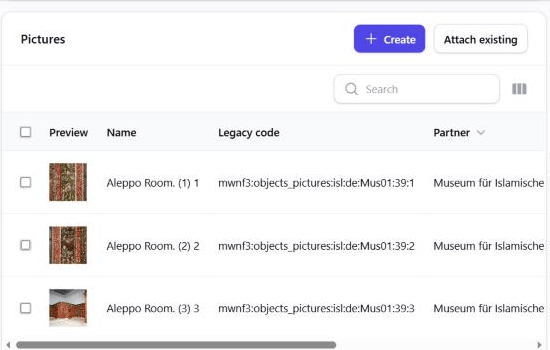 Pictures
Create
Attach existing
Search
Preview Name Legacy code Partner
Aleppo Room. (1) 1 mwnf3:objects_pictures:isl:de:Mus01:39:1 Museum für Islamische
Aleppo Room. (2) 2 mwnf3:objects_pictures:isl:de:Mus01:39:2 Museum für Islamische
Aleppo Room. (3) 3 mwnf3:objects_pictures:isl:de:Mus01:39:3 Museum für Islamische